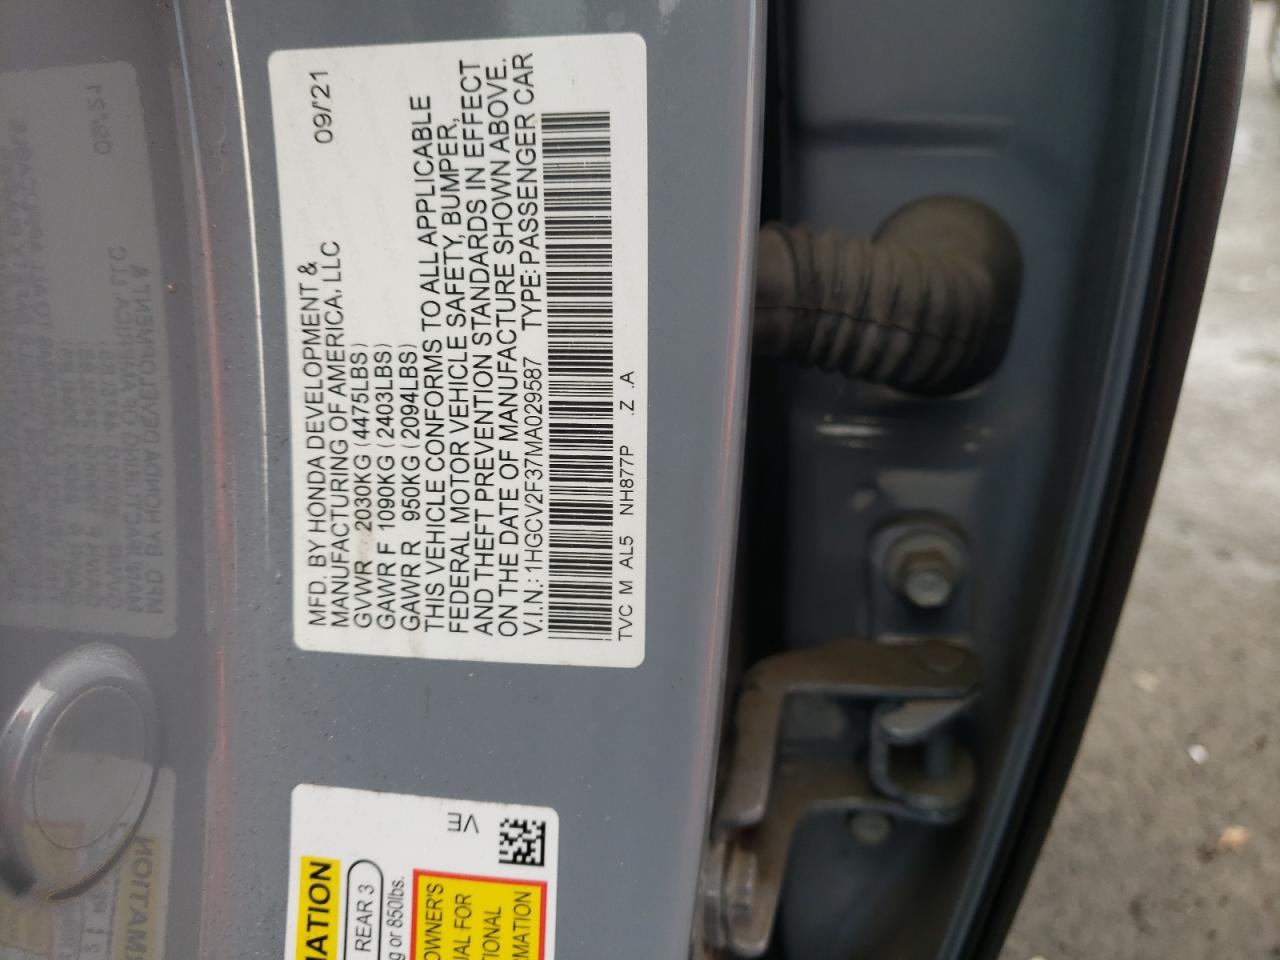 MFD. BY HONDA DEVELOPMENT &
MANUFACTURING OF AMERICA, LLC 09/'21
GVWR 2030KG (4475LBS)
GAWR F 1090KG (2403LBS)
GAWR R 950KG (2094LBS)
THIS VEHICLE CONFORMS TO ALL APPLICABLE
FEDERAL MOTOR VEHICLE SAFETY, BUMPER,
AND THEFT PREVENTION STANDARDS IN EFFECT
ON THE DATE OF MANUFACTURE SHOWN ABOVE.
V.I.N.: 1HGCV2F37MA029587 TYPE: PASSENGER CAR
TVC M AL5 NH877P .Z .A
MATION
REAR 3
g or 850lbs.
OWNER'S
IAL FOR
TIONAL
RMATION
VE